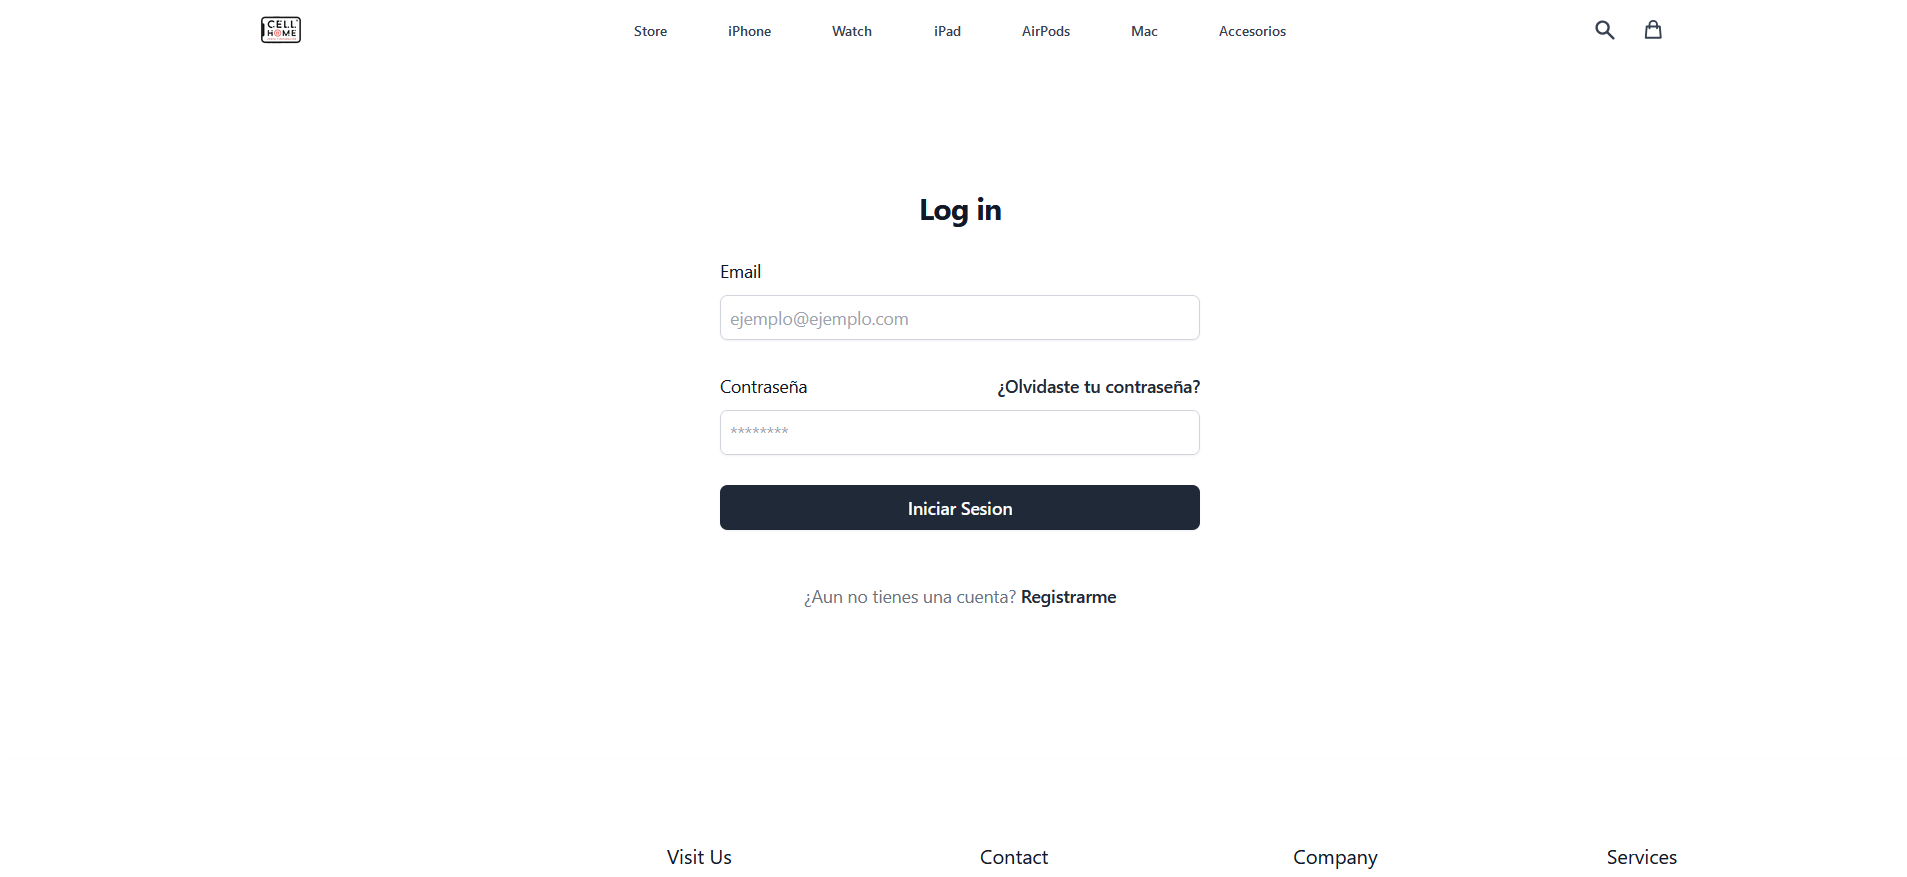 CELL
HOME
Store iPhone Watch iPad AirPods Mac Accesorios
Log in
Email
ejemplo@ejemplo.com
Contraseña ¿Olvidaste tu contraseña?
********
Iniciar Sesion
¿Aun no tienes una cuenta? Registrarme
Visit Us Contact Company Services